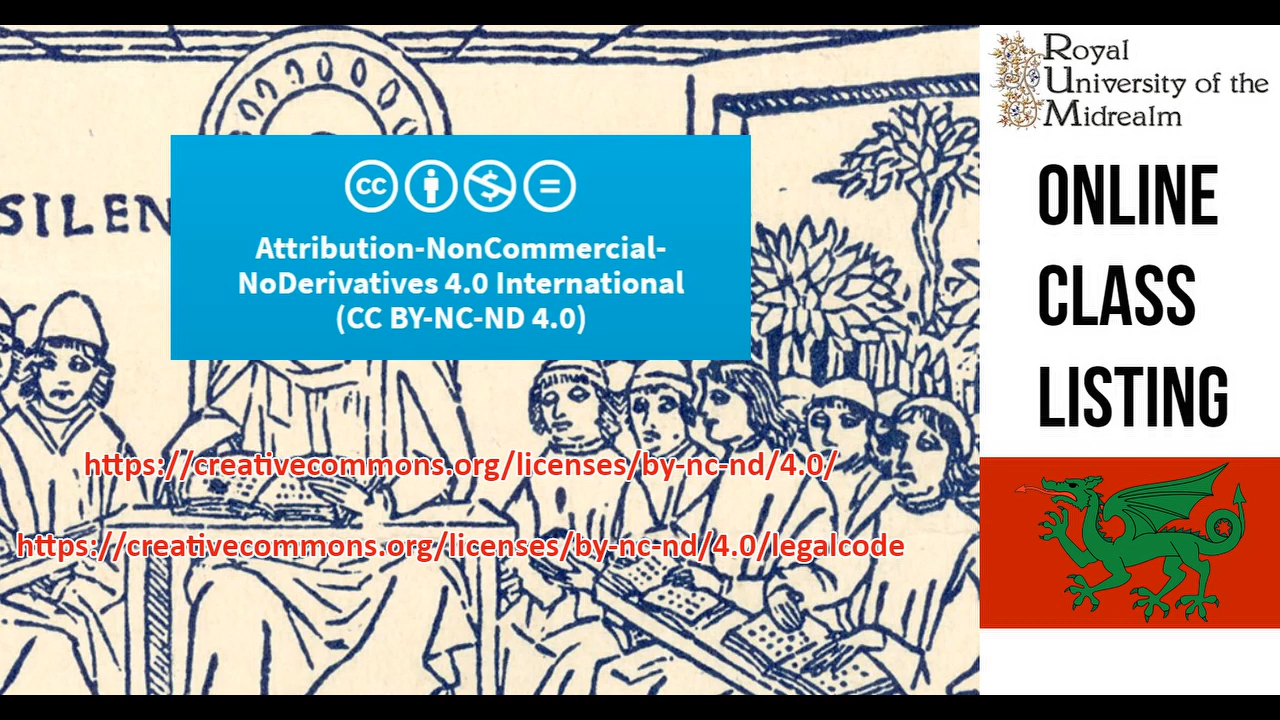 SILEN
cc
Attribution-NonCommercial-
NoDerivatives 4.0 International
(CC BY-NC-ND 4.0)
https://creativecommons.org/licenses/by-nc-nd/4.0/
https://creativecommons.org/licenses/by-nc-nd/4.0/legalcode
Royal
University of the
Midrealm
ONLINE
CLASS
LISTING